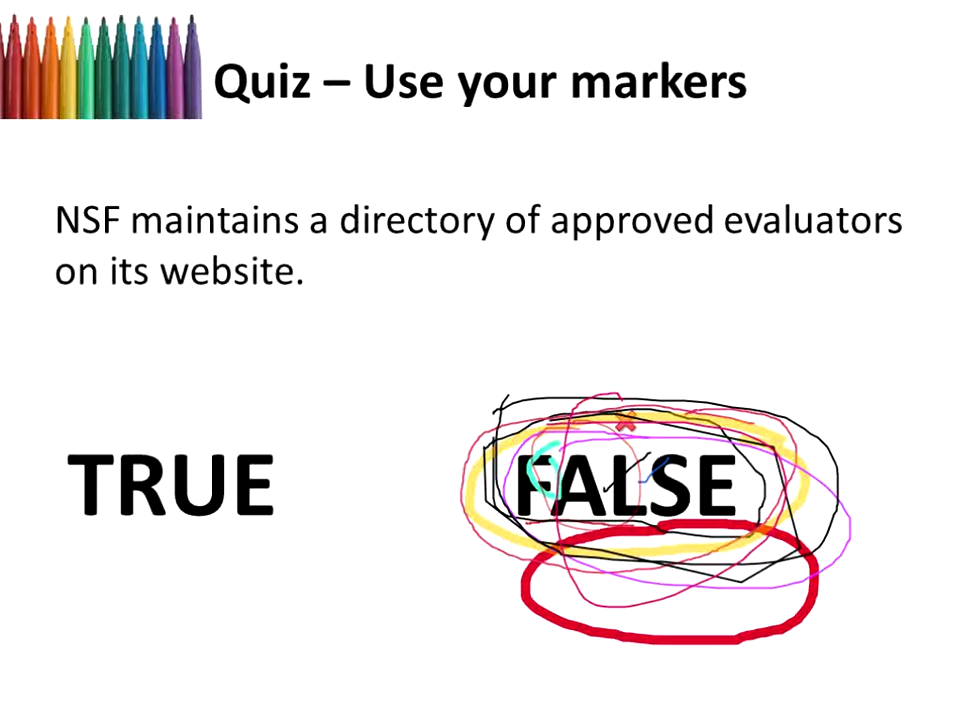 Quiz – Use your markers
NSF maintains a directory of approved evaluators
on its website.
TRUE FALSE